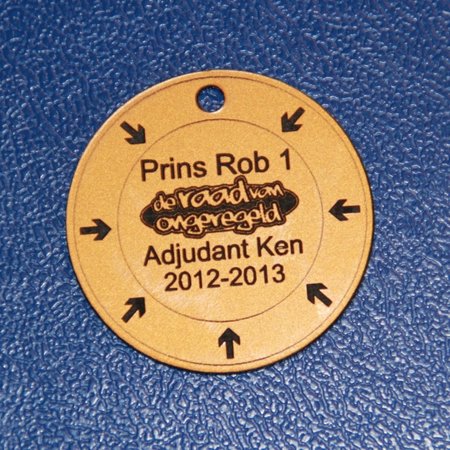 Prins Rob 1
de raad van
ongeregeld
Adjudant Ken
2012-2013